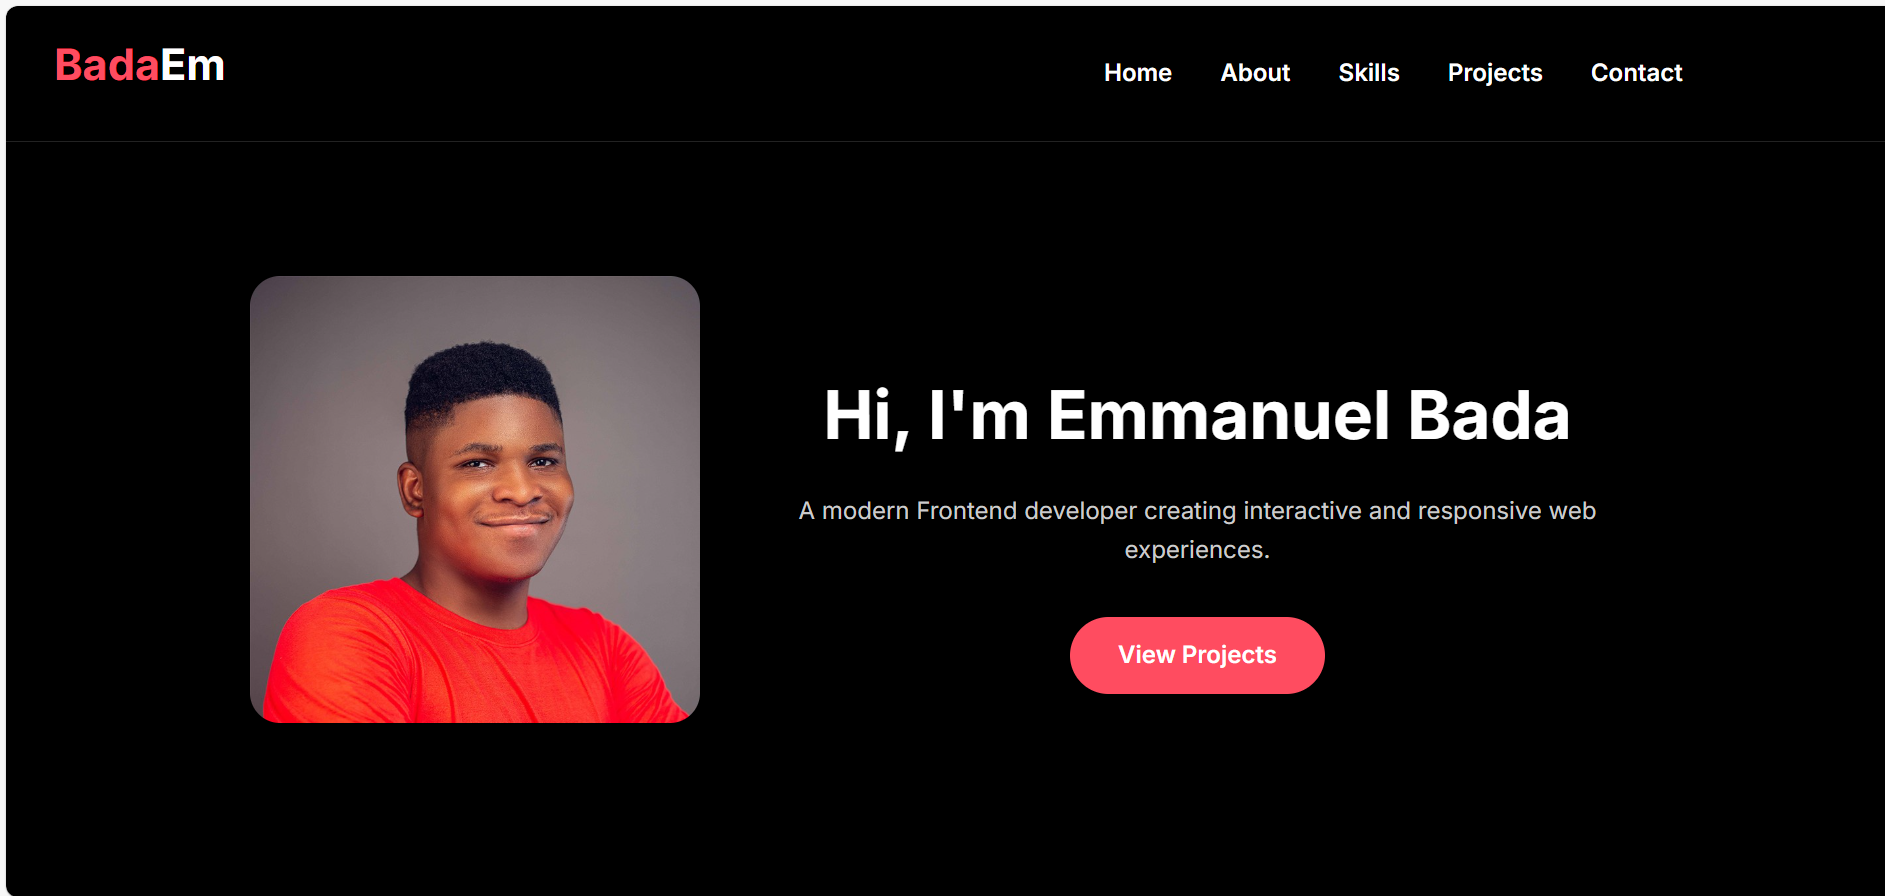 BadaEm
Home About Skills Projects Contact
Hi, I'm Emmanuel Bada
A modern Frontend developer creating interactive and responsive web
experiences.
View Projects